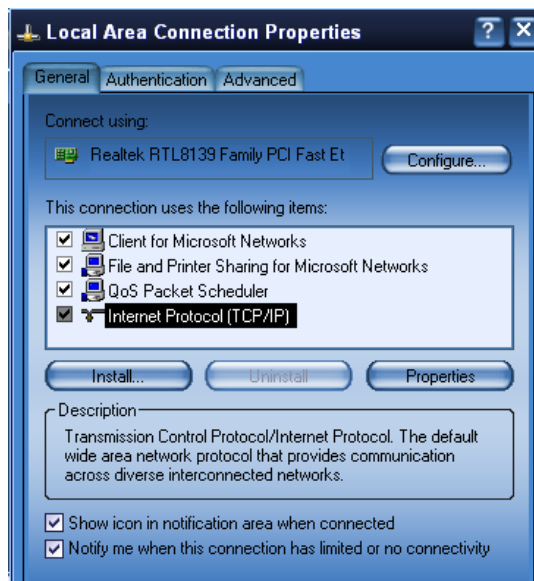 Local Area Connection Properties
General Authentication Advanced
Connect using:
Realtek RTL8139 Family PCI Fast Et
Configure...
This connection uses the following items:
Client for Microsoft Networks
File and Printer Sharing for Microsoft Networks
QoS Packet Scheduler
Internet Protocol (TCP/IP)
Install... Uninstall Properties
Description
Transmission Control Protocol/Internet Protocol. The default
wide area network protocol that provides communication
across diverse interconnected networks.
Show icon in notification area when connected
Notify me when this connection has limited or no connectivity